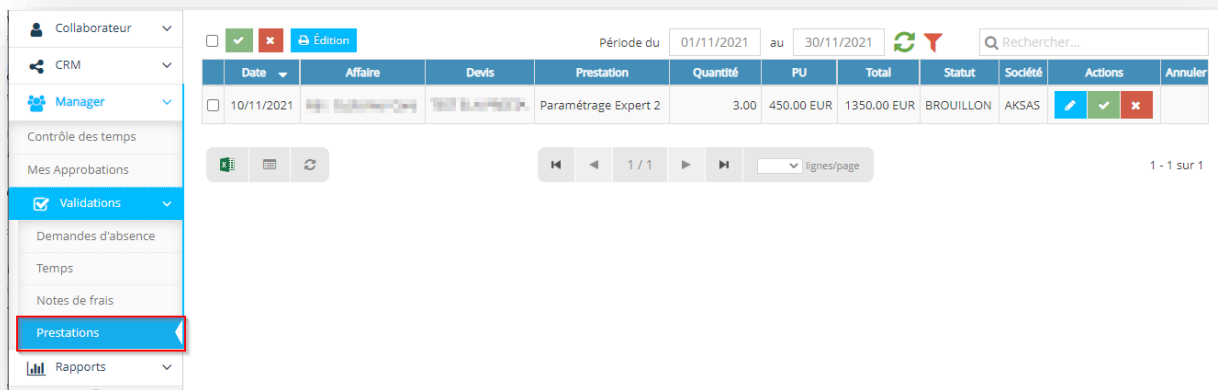 Collaborateur
CRM
Manager
Contrôle des temps
Mes Approbations
Validations
Demandes d'absence
Temps
Notes de frais
Prestations
Rapports
Édition
Période du 01/11/2021 au 30/11/2021 Rechercher...
Date Affaire Devis Prestation Quantité PU Total Statut Société Actions Annuler
10/11/2021 Paramétrage Expert 2 3.00 450.00 EUR 1350.00 EUR BROUILLON AKSAS
1 / 1 lignes/page 1 - 1 sur 1